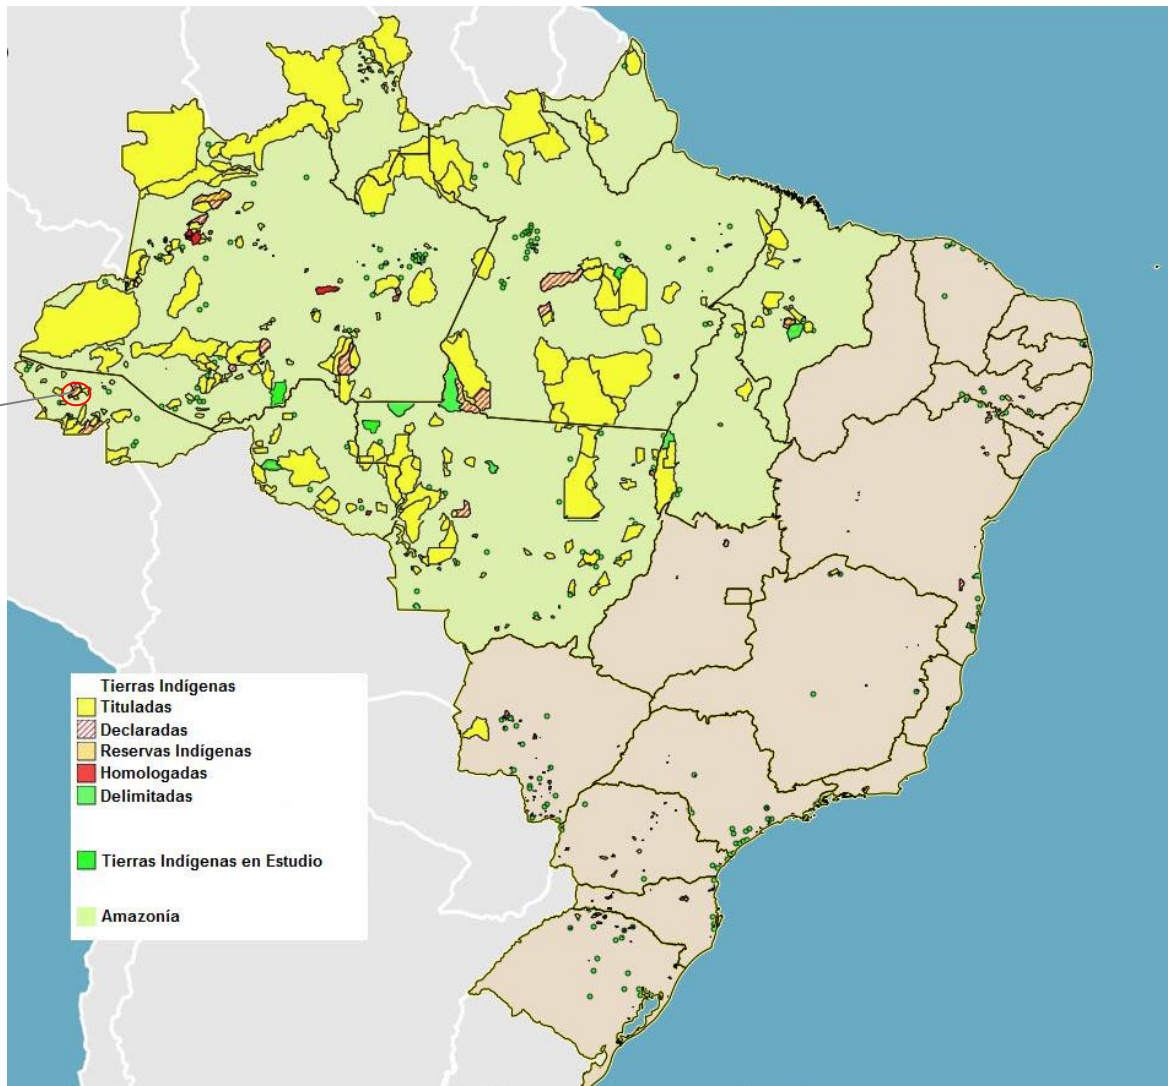 Tierras Indígenas
Tituladas
Declaradas
Reservas Indígenas
Homologadas
Delimitadas
Tierras Indígenas en Estudio
Amazonía